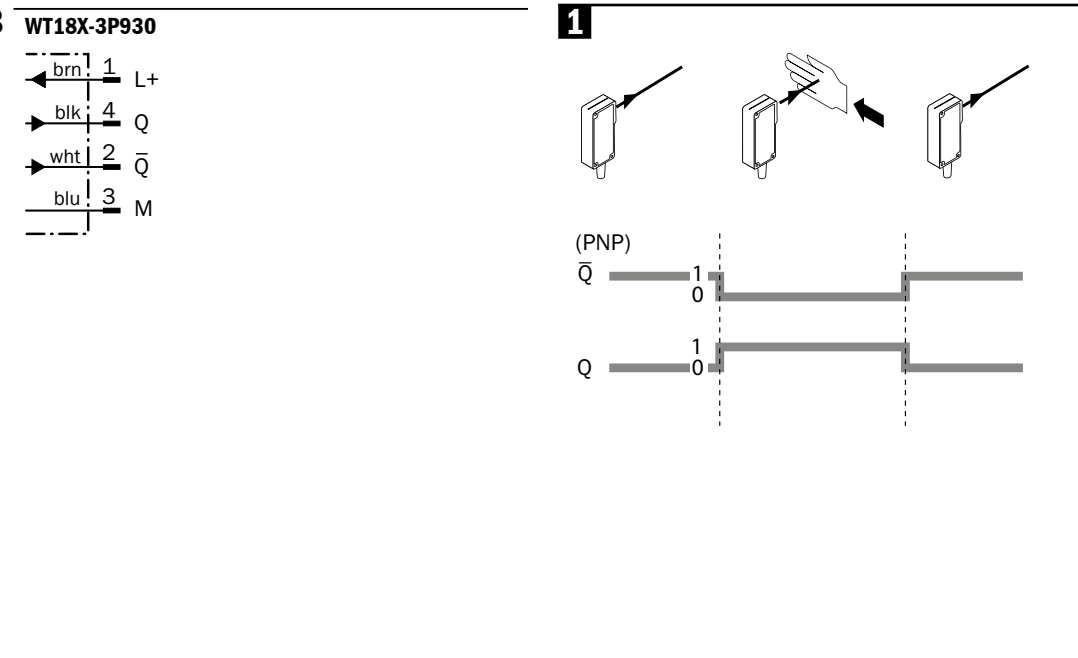 WT18X-3P930
brn 1 L+
blk 4 Q
wht 2 Q̅
blu 3 M
1
(PNP)
Q̅ 1
0
1
Q 0